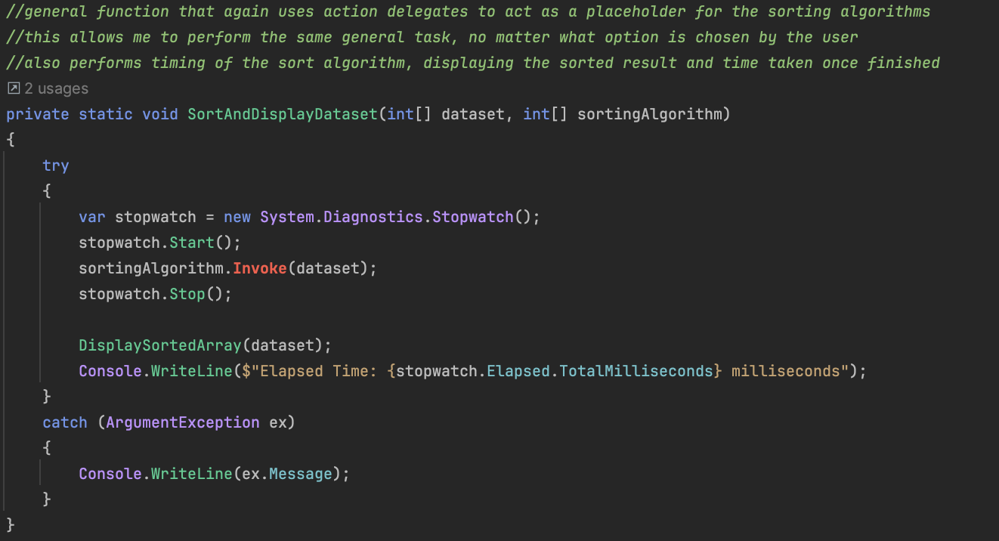 //general function that again uses action delegates to act as a placeholder for the sorting algorithms
//this allows me to perform the same general task, no matter what option is chosen by the user
//also performs timing of the sort algorithm, displaying the sorted result and time taken once finished
2 usages
private static void SortAndDisplayDataset(int[] dataset, int[] sortingAlgorithm)
{
    try
    {
        var stopwatch = new System.Diagnostics.Stopwatch();
        stopwatch.Start();
        sortingAlgorithm.Invoke(dataset);
        stopwatch.Stop();

        DisplaySortedArray(dataset);
        Console.WriteLine($"Elapsed Time: {stopwatch.Elapsed.TotalMilliseconds} milliseconds");
    }
    catch (ArgumentException ex)
    {
        Console.WriteLine(ex.Message);
    }
}